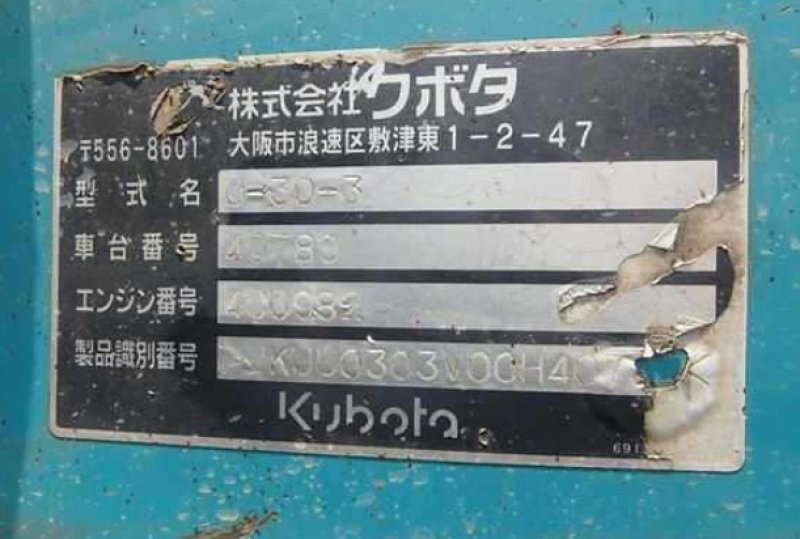 株式会社クボタ
〒556-8601 大阪市浪速区敷津東1-2-47
型式名 U-30-3
車台番号 40780
エンジン番号
製品識別番号
Kubota
691